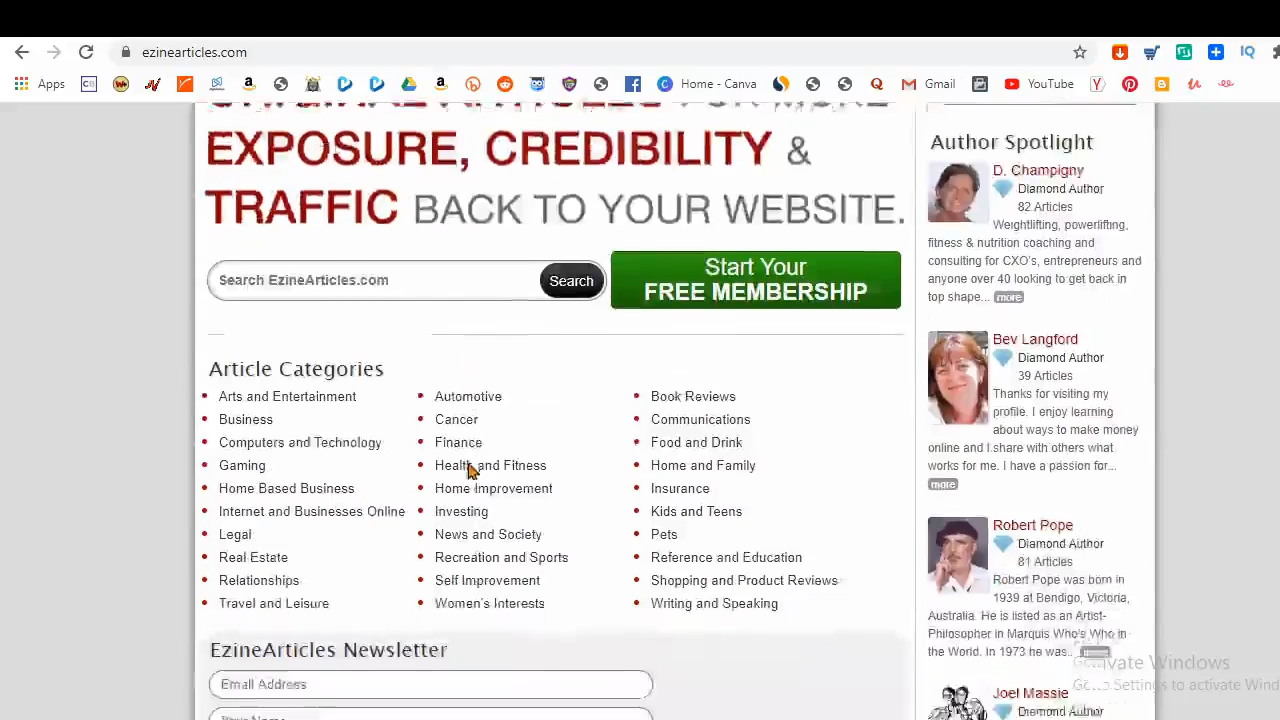 ezinearticles.com
Apps
Home - Canva
Gmail
YouTube
EXPOSURE, CREDIBILITY &
TRAFFIC BACK TO YOUR WEBSITE.
Search EzineArticles.com
Search
Start Your
FREE MEMBERSHIP
Article Categories
Arts and Entertainment
Business
Computers and Technology
Gaming
Home Based Business
Internet and Businesses Online
Legal
Real Estate
Relationships
Travel and Leisure
Automotive
Cancer
Finance
Health and Fitness
Home Improvement
Investing
News and Society
Recreation and Sports
Self Improvement
Women's Interests
Book Reviews
Communications
Food and Drink
Home and Family
Insurance
Kids and Teens
Pets
Reference and Education
Shopping and Product Reviews
Writing and Speaking
EzineArticles Newsletter
Email Address
Author Spotlight
D. Champigny
Diamond Author
82 Articles
Weightlifting, powerlifting,
fitness & nutrition coaching and
consulting for CXO's, entrepreneurs and
anyone over 40 looking to get back in
top shape... more
Bev Langford
Diamond Author
39 Articles
Thanks for visiting my
profile. I enjoy learning
about ways to make money
online and I share with others what
works for me. I have a passion for...
more
Robert Pope
Diamond Author
81 Articles
Robert Pope was born in
1939 at Bendigo, Victoria,
Australia. He is listed as an Artist-
Philosopher in Marquis Who's Who in
the World. In 1973 he was...
Joel Massie
Diamond Author
Activate Windows
Go to Settings to activate Wind